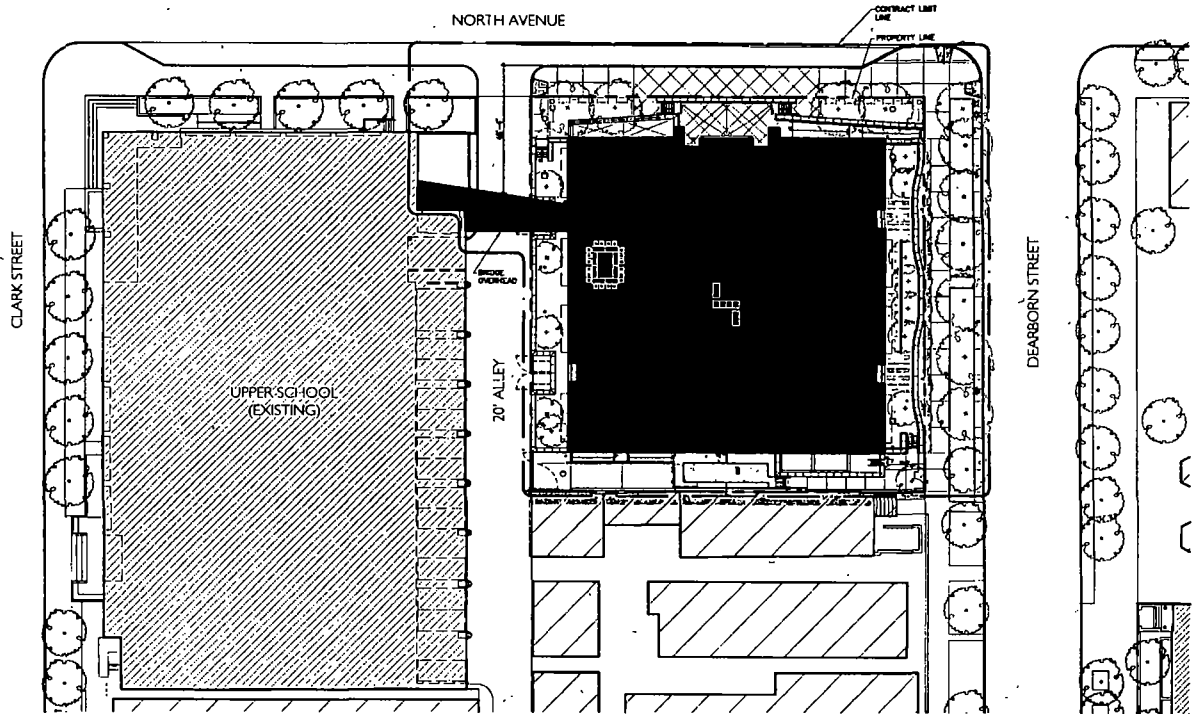 NORTH AVENUE
CONTRACT LIMIT
LINE
PROPERTY LINE
CLARK STREET
BRIDGE
OVERHEAD
DEARBORN STREET
20' ALLEY
UPPER SCHOOL
(EXISTING)